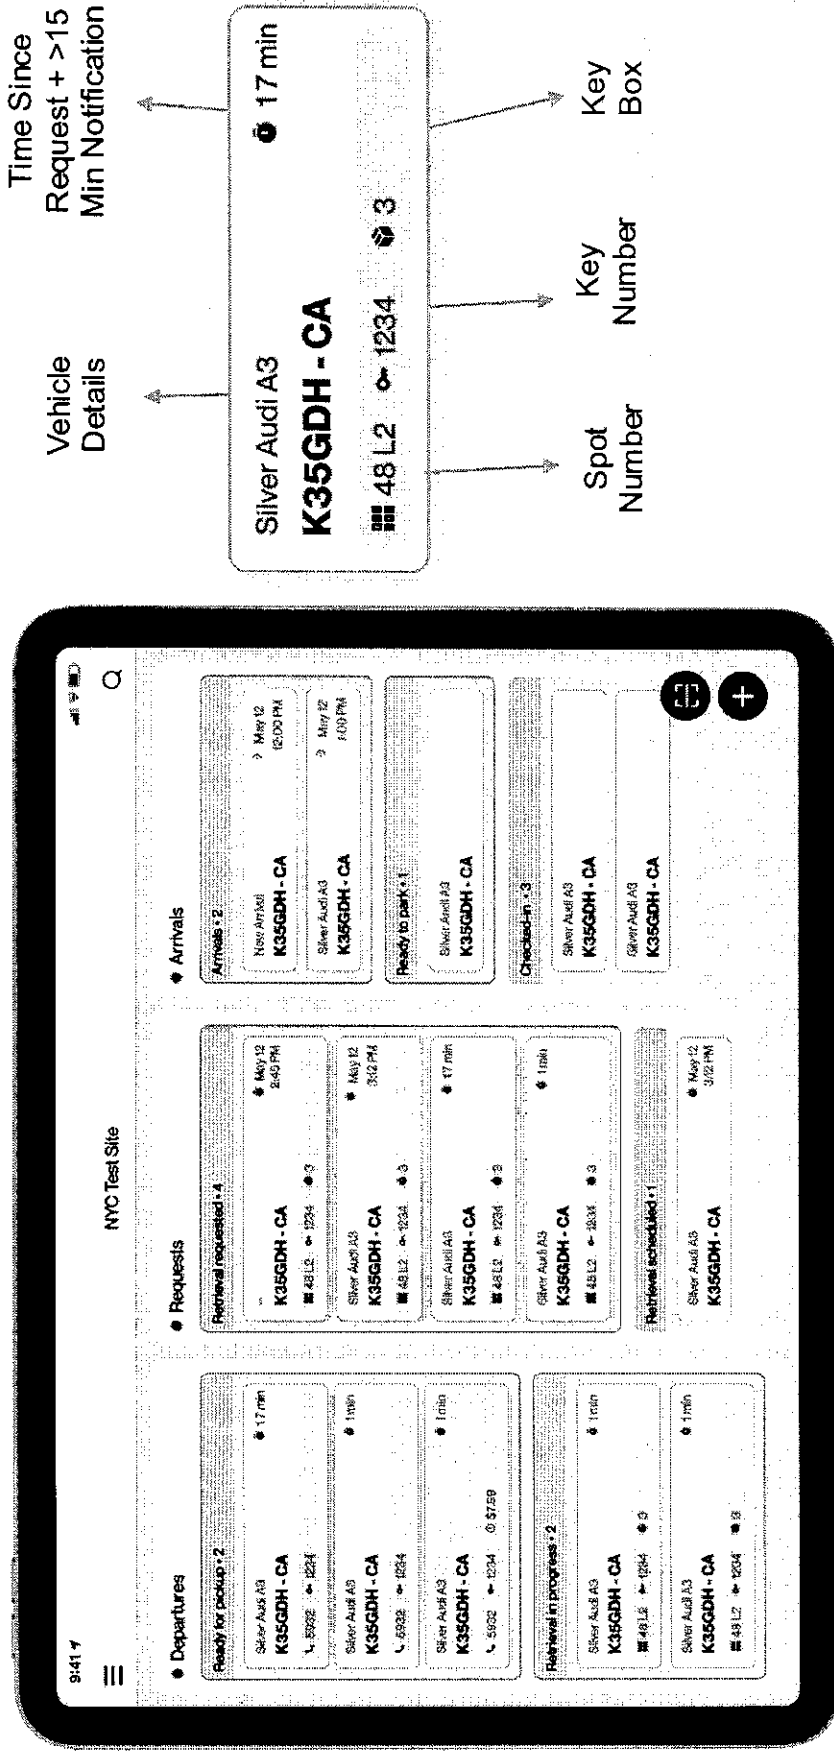 9:41
NYC Test Site
Departures
Ready for pickup • 2
Silver Audi A3
17 min
K35GDH - CA
5932 1234
Silver Audi A3
1 min
K35GDH - CA
5932 1234
Silver Audi A3
1 min
K35GDH - CA
5932 1234 $7.59
Retrieval in progress • 2
Silver Audi A3
1 min
K35GDH - CA
48 L2 1234 3
Silver Audi A3
1 min
K35GDH - CA
48 L2 1234 3
Requests
Retrieval requested • 4
May 12
2:45 PM
K35GDH - CA
48 L2 1234 3
Silver Audi A3
May 12
3:12 PM
K35GDH - CA
48 L2 1234 3
Silver Audi A3
17 min
K35GDH - CA
48 L2 1234 3
Silver Audi A3
1 min
K35GDH - CA
48 L2 1234 3
Retrieval scheduled • 1
Silver Audi A3
May 12
3:12 PM
K35GDH - CA
Arrivals
Arrivals • 2
New Arrival
May 12
12:00 PM
K35GDH - CA
Silver Audi A3
May 12
1:00 PM
K35GDH - CA
Ready to park • 1
Silver Audi A3
K35GDH - CA
Checked-in • 3
Silver Audi A3
K35GDH - CA
Silver Audi A3
K35GDH - CA
Vehicle
Details
Time Since
Request + >15
Min Notification
Silver Audi A3
17 min
K35GDH - CA
48 L2 1234 3
Spot
Number
Key
Number
Key
Box